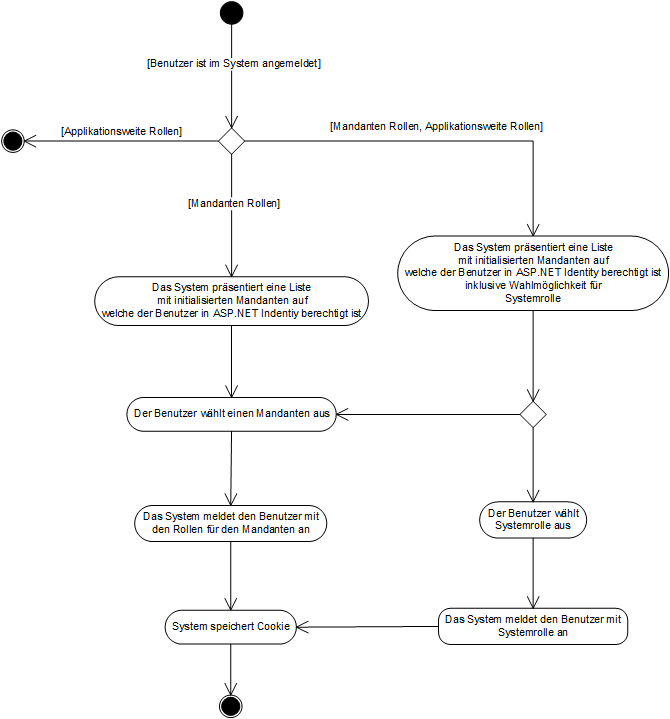 [Benutzer ist im System angemeldet]
[Applikationsweite Rollen]
[Mandanten Rollen, Applikationsweite Rollen]
[Mandanten Rollen]
Das System präsentiert eine Liste
mit initialisierten Mandanten auf
welche der Benutzer in ASP.NET Identity berechtigt ist
inklusive Wahlmöglichkeit für
Systemrolle
Das System präsentiert eine Liste
mit initialisierten Mandanten auf
welche der Benutzer in ASP.NET Indentiy berechtigt ist
Der Benutzer wählt einen Mandanten aus
Das System meldet den Benutzer mit
den Rollen für den Mandanten an
Der Benutzer wählt
Systemrolle aus
System speichert Cookie
Das System meldet den Benutzer mit
Systemrolle an